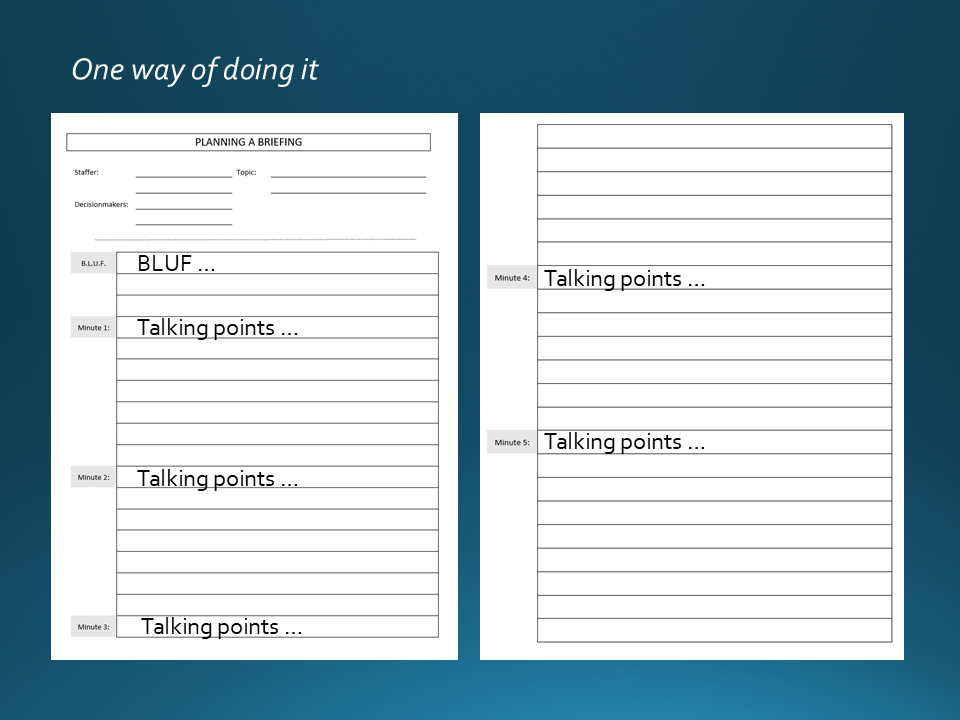 One way of doing it
PLANNING A BRIEFING
Staffer: Topic:
Decisionmakers:
B.L.U.F. BLUF ...
Minute 1: Talking points ...
Minute 2: Talking points ...
Minute 3: Talking points ...
Minute 4: Talking points ...
Minute 5: Talking points ...